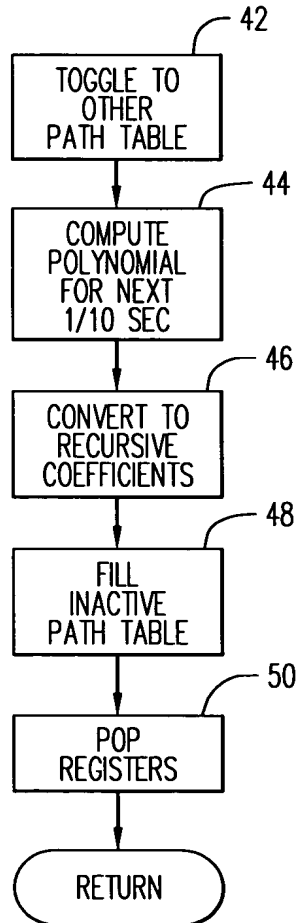 42
TOGGLE TO
OTHER
PATH TABLE
44
COMPUTE
POLYNOMIAL
FOR NEXT
1/10 SEC
46
CONVERT TO
RECURSIVE
COEFFICIENTS
48
FILL
INACTIVE
PATH TABLE
50
POP
REGISTERS
RETURN